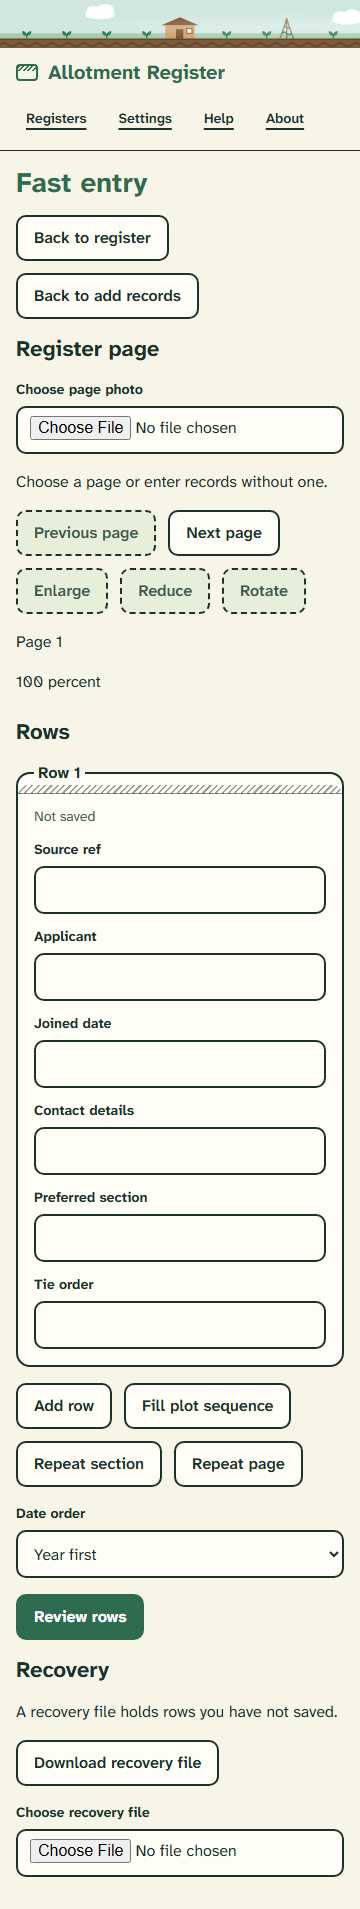 Allotment Register
Registers Settings Help About
Fast entry
Back to register
Back to add records
Register page
Choose page photo
Choose File No file chosen
Choose a page or enter records without one.
Previous page Next page
Enlarge Reduce Rotate
Page 1
100 percent
Rows
Row 1
Not saved
Source ref
Applicant
Joined date
Contact details
Preferred section
Tie order
Add row Fill plot sequence
Repeat section Repeat page
Date order
Year first
Review rows
Recovery
A recovery file holds rows you have not saved.
Download recovery file
Choose recovery file
Choose File No file chosen